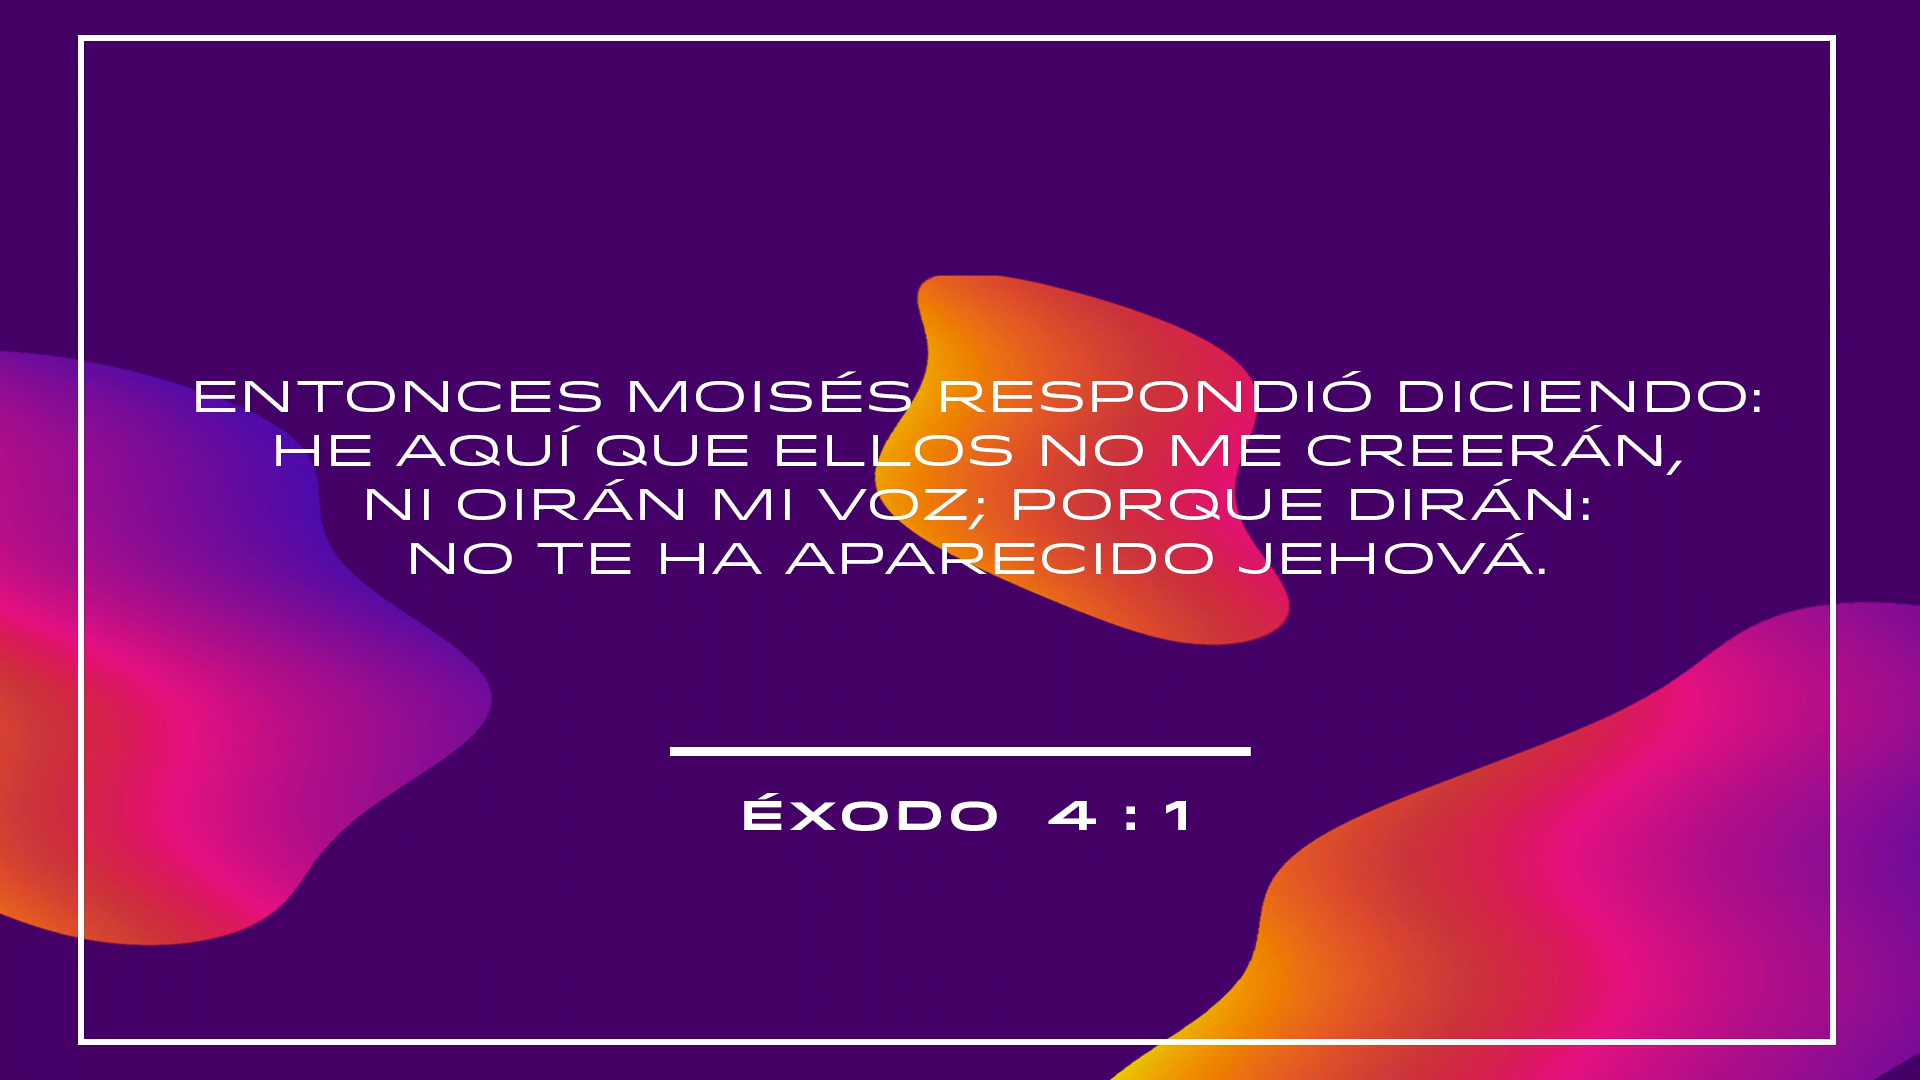 ENTONCES MOISÉS RESPONDIÓ DICIENDO:
HE AQUÍ QUE ELLOS NO ME CREERÁN,
NI OIRÁN MI VOZ; PORQUE DIRÁN:
NO TE HA APARECIDO JEHOVÁ.
ÉXODO 4 : 1